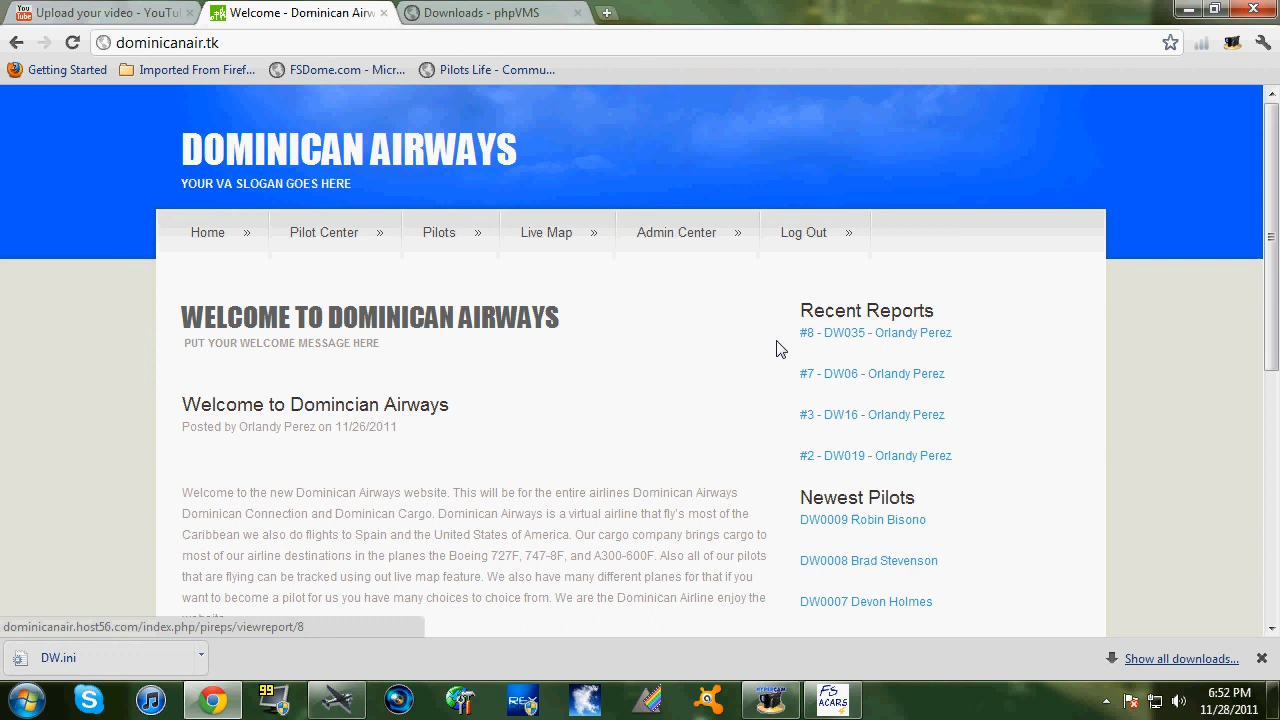 Upload your video - YouTu
Welcome - Dominican Airw
Downloads - phpVMS
dominicanair.tk
Getting Started
Imported From Firef...
FSDome.com - Micr...
Pilots Life - Commu...
DOMINICAN AIRWAYS
YOUR VA SLOGAN GOES HERE
Home » Pilot Center » Pilots » Live Map » Admin Center » Log Out »
WELCOME TO DOMINICAN AIRWAYS
PUT YOUR WELCOME MESSAGE HERE
Welcome to Domincian Airways
Posted by Orlandy Perez on 11/26/2011
Welcome to the new Dominican Airways website. This will be for the entire airlines Dominican Airways
Dominican Connection and Dominican Cargo. Dominican Airways is a virtual airline that fly's most of the
Caribbean we also do flights to Spain and the United States of America. Our cargo company brings cargo to
most of our airline destinations in the planes the Boeing 727F, 747-8F, and A300-600F. Also all of our pilots
that are flying can be tracked using out live map feature. We also have many different planes for that if you
want to become a pilot for us you have many choices to choice from. We are the Dominican Airline enjoy the
Recent Reports
#8 - DW035 - Orlandy Perez
#7 - DW06 - Orlandy Perez
#3 - DW16 - Orlandy Perez
#2 - DW019 - Orlandy Perez
Newest Pilots
DW0009 Robin Bisono
DW0008 Brad Stevenson
DW0007 Devon Holmes
dominicanair.host56.com/index.php/pireps/viewreport/8
DW.ini
Show all downloads...
99
REX
HYPERCAM
FS
ACARS
6:52 PM
11/28/2011